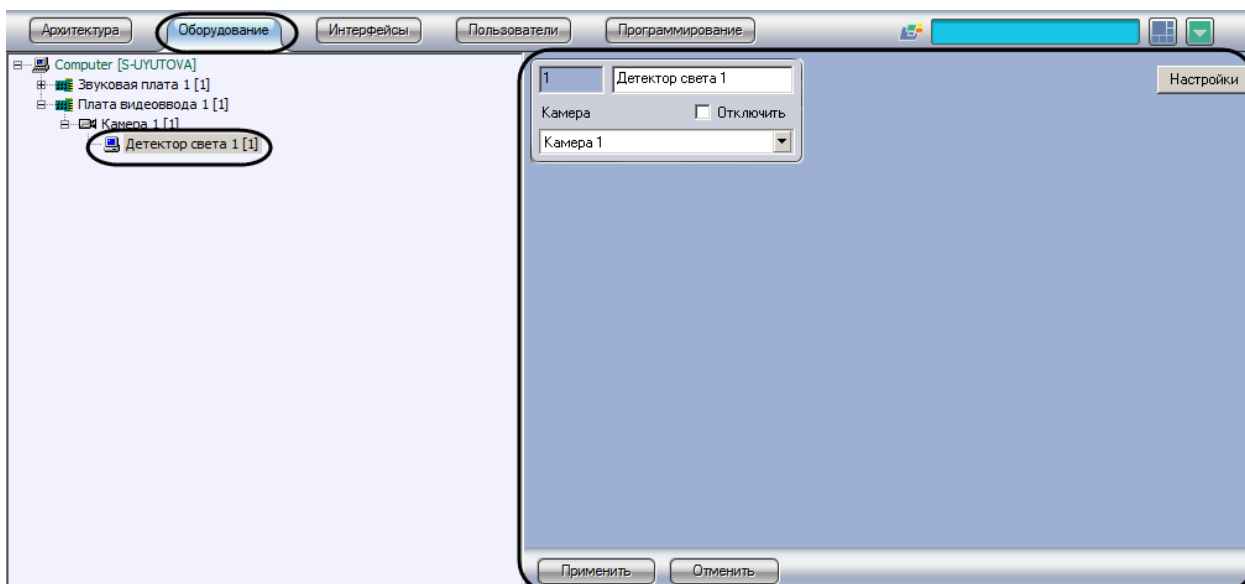 Архитектура Оборудование Интерфейсы Пользователи Программирование
Computer [S-UYUTOVA]
Звуковая плата 1 [1]
Плата видеоввода 1 [1]
Камера 1 [1]
Детектор света 1 [1]
1 Детектор света 1
Камера Отключить
Камера 1
Настройки
Применить Отменить